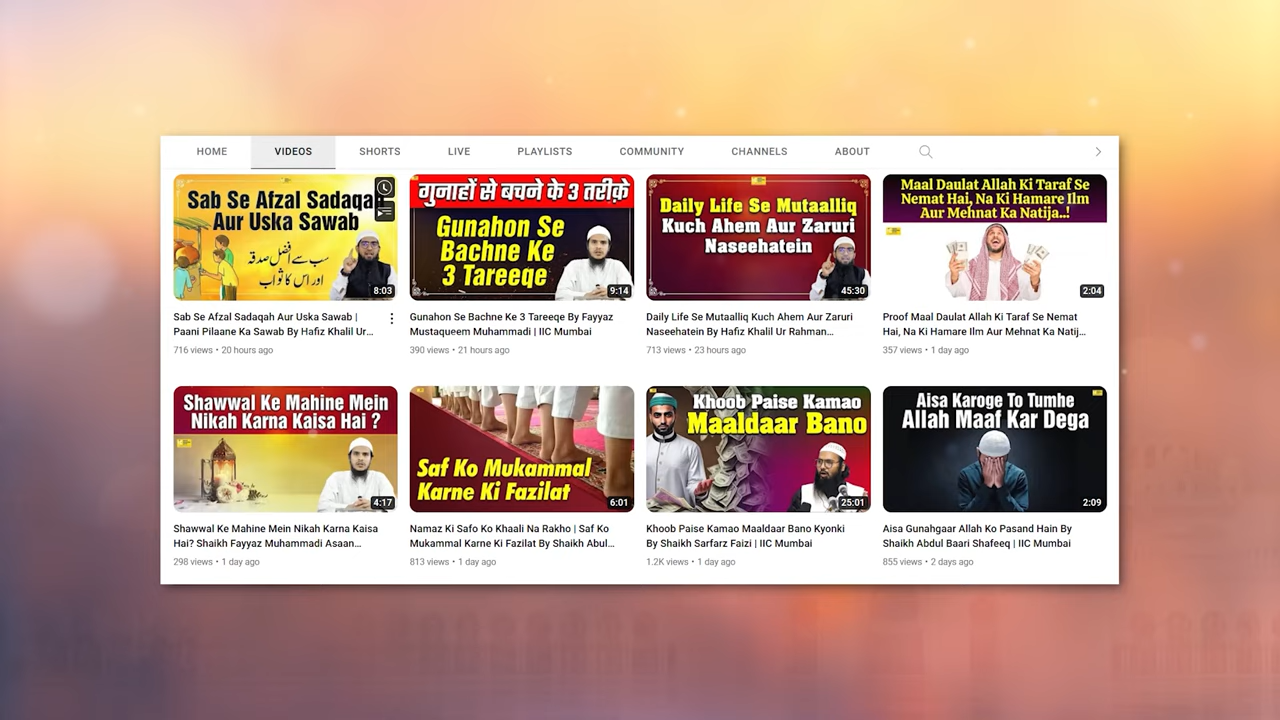 HOME VIDEOS SHORTS LIVE PLAYLISTS COMMUNITY CHANNELS ABOUT
Sab Se Afzal Sadaqah
Aur Uska Sawab
سب سے افضل صدقہ
اور اس کا ثواب
8:03
Sab Se Afzal Sadaqah Aur Uska Sawab |
Paani Pilaane Ka Sawab By Hafiz Khalil Ur...
716 views • 20 hours ago
गुनाहों से बचने के 3 तरीक़े
Gunahon Se
Bachne Ke
3 Tareeqe
9:14
Gunahon Se Bachne Ke 3 Tareeqe By Fayyaz
Mustaqueem Muhammadi | IIC Mumbai
390 views • 21 hours ago
Daily Life Se Mutaalliq
Kuch Ahem Aur Zaruri
Naseehatein
45:30
Daily Life Se Mutaalliq Kuch Ahem Aur Zaruri
Naseehatein By Hafiz Khalil Ur Rahman...
713 views • 23 hours ago
Maal Daulat Allah Ki Taraf Se
Nemat Hai, Na Ki Hamare Ilm
Aur Mehnat Ka Natija..!
2:04
Proof Maal Daulat Allah Ki Taraf Se Nemat
Hai, Na Ki Hamare Ilm Aur Mehnat Ka Natij...
357 views • 1 day ago
Shawwal Ke Mahine Mein
Nikah Karna Kaisa Hai ?
4:17
Shawwal Ke Mahine Mein Nikah Karna Kaisa
Hai? Shaikh Fayyaz Muhammadi Asaan...
298 views • 1 day ago
Saf Ko Mukammal
Karne Ki Fazilat
6:01
Namaz Ki Safo Ko Khaali Na Rakho | Saf Ko
Mukammal Karne Ki Fazilat By Shaikh Abul...
813 views • 1 day ago
Khoob Paise Kamao
Maaldaar Bano
25:01
Khoob Paise Kamao Maaldaar Bano Kyonki
By Shaikh Sarfarz Faizi | IIC Mumbai
1.2K views • 1 day ago
Aisa Karoge To Tumhe
Allah Maaf Kar Dega
2:09
Aisa Gunahgaar Allah Ko Pasand Hain By
Shaikh Abdul Baari Shafeeq | IIC Mumbai
855 views • 2 days ago